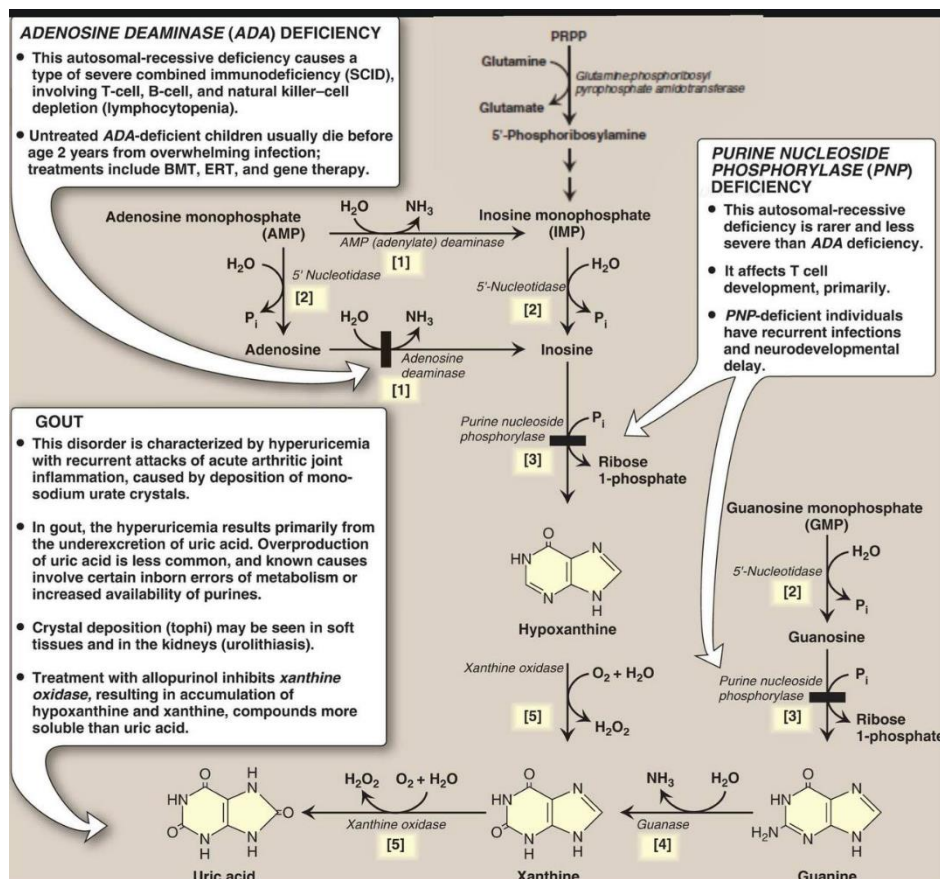 ADENOSINE DEAMINASE (ADA) DEFICIENCY
• This autosomal-recessive deficiency causes a
type of severe combined immunodeficiency (SCID),
involving T-cell, B-cell, and natural killer–cell
depletion (lymphocytopenia).
• Untreated ADA-deficient children usually die before
age 2 years from overwhelming infection;
treatments include BMT, ERT, and gene therapy.
PRPP
Glutamine
Glutamine:phosphoribosyl
pyrophosphate amidotransferase
Glutamate
5'-Phosphoribosylamine
PURINE NUCLEOSIDE
PHOSPHORYLASE (PNP)
DEFICIENCY
• This autosomal-recessive
deficiency is rarer and less
severe than ADA deficiency.
• It affects T cell
development, primarily.
• PNP-deficient individuals
have recurrent infections
and neurodevelopmental
delay.
Adenosine monophosphate
(AMP)
H₂O NH₃
AMP (adenylate) deaminase
[1]
Inosine monophosphate
(IMP)
H₂O
5' Nucleotidase
[2]
Pi
H₂O
5'-Nucleotidase
[2]
Pi
Adenosine
H₂O NH₃
Adenosine
deaminase
[1]
Inosine
Purine nucleoside
phosphorylase
[3]
Pi
Ribose
1-phosphate
GOUT
• This disorder is characterized by hyperuricemia
with recurrent attacks of acute arthritic joint
inflammation, caused by deposition of mono-
sodium urate crystals.
• In gout, the hyperuricemia results primarily from
the underexcretion of uric acid. Overproduction
of uric acid is less common, and known causes
involve certain inborn errors of metabolism or
increased availability of purines.
• Crystal deposition (tophi) may be seen in soft
tissues and in the kidneys (urolithiasis).
• Treatment with allopurinol inhibits xanthine
oxidase, resulting in accumulation of
hypoxanthine and xanthine, compounds more
soluble than uric acid.
O
HN
N
N
N
H
Hypoxanthine
Guanosine monophosphate
(GMP)
H₂O
5'-Nucleotidase
[2]
Pi
Guanosine
Xanthine oxidase
O₂ + H₂O
[5]
H₂O₂
Purine nucleoside
phosphorylase
[3]
Pi
Ribose
1-phosphate
O
H
N
HN
O
O
N
N
H
H
Uric acid
H₂O₂ O₂ + H₂O
Xanthine oxidase
[5]
O
HN
N
O
N
N
H
H
Xanthine
NH₃ H₂O
Guanase
[4]
O
HN
N
H₂N
N
N
H
Guanine